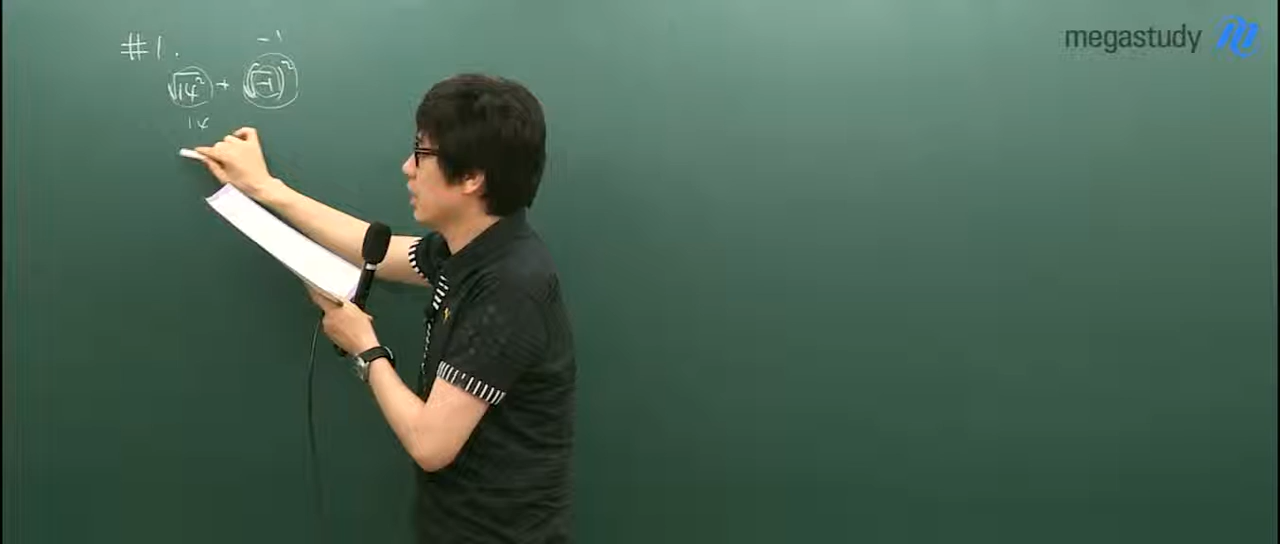 #1.
-1
√14² + (√-1)²
14
megastudy